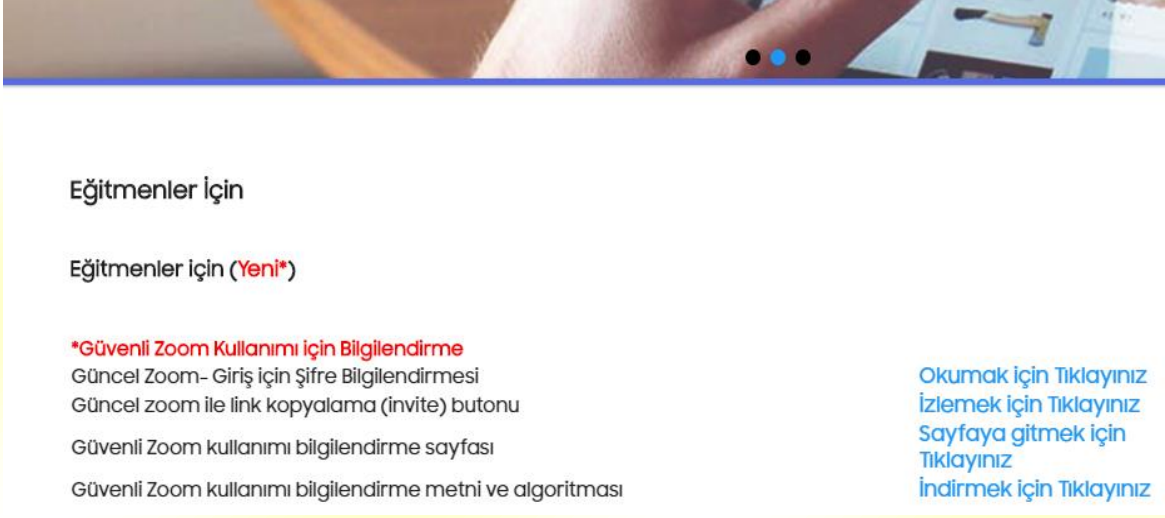 Eğitmenler İçin
Eğitmenler için (Yeni*)
*Güvenli Zoom Kullanımı için Bilgilendirme
Güncel Zoom- Giriş için Şifre Bilgilendirmesi Okumak için Tıklayınız
Güncel zoom ile link kopyalama (invite) butonu İzlemek için Tıklayınız
Güvenli Zoom kullanımı bilgilendirme sayfası Sayfaya gitmek için
Tıklayınız
Güvenli Zoom kullanımı bilgilendirme metni ve algoritması İndirmek için Tıklayınız